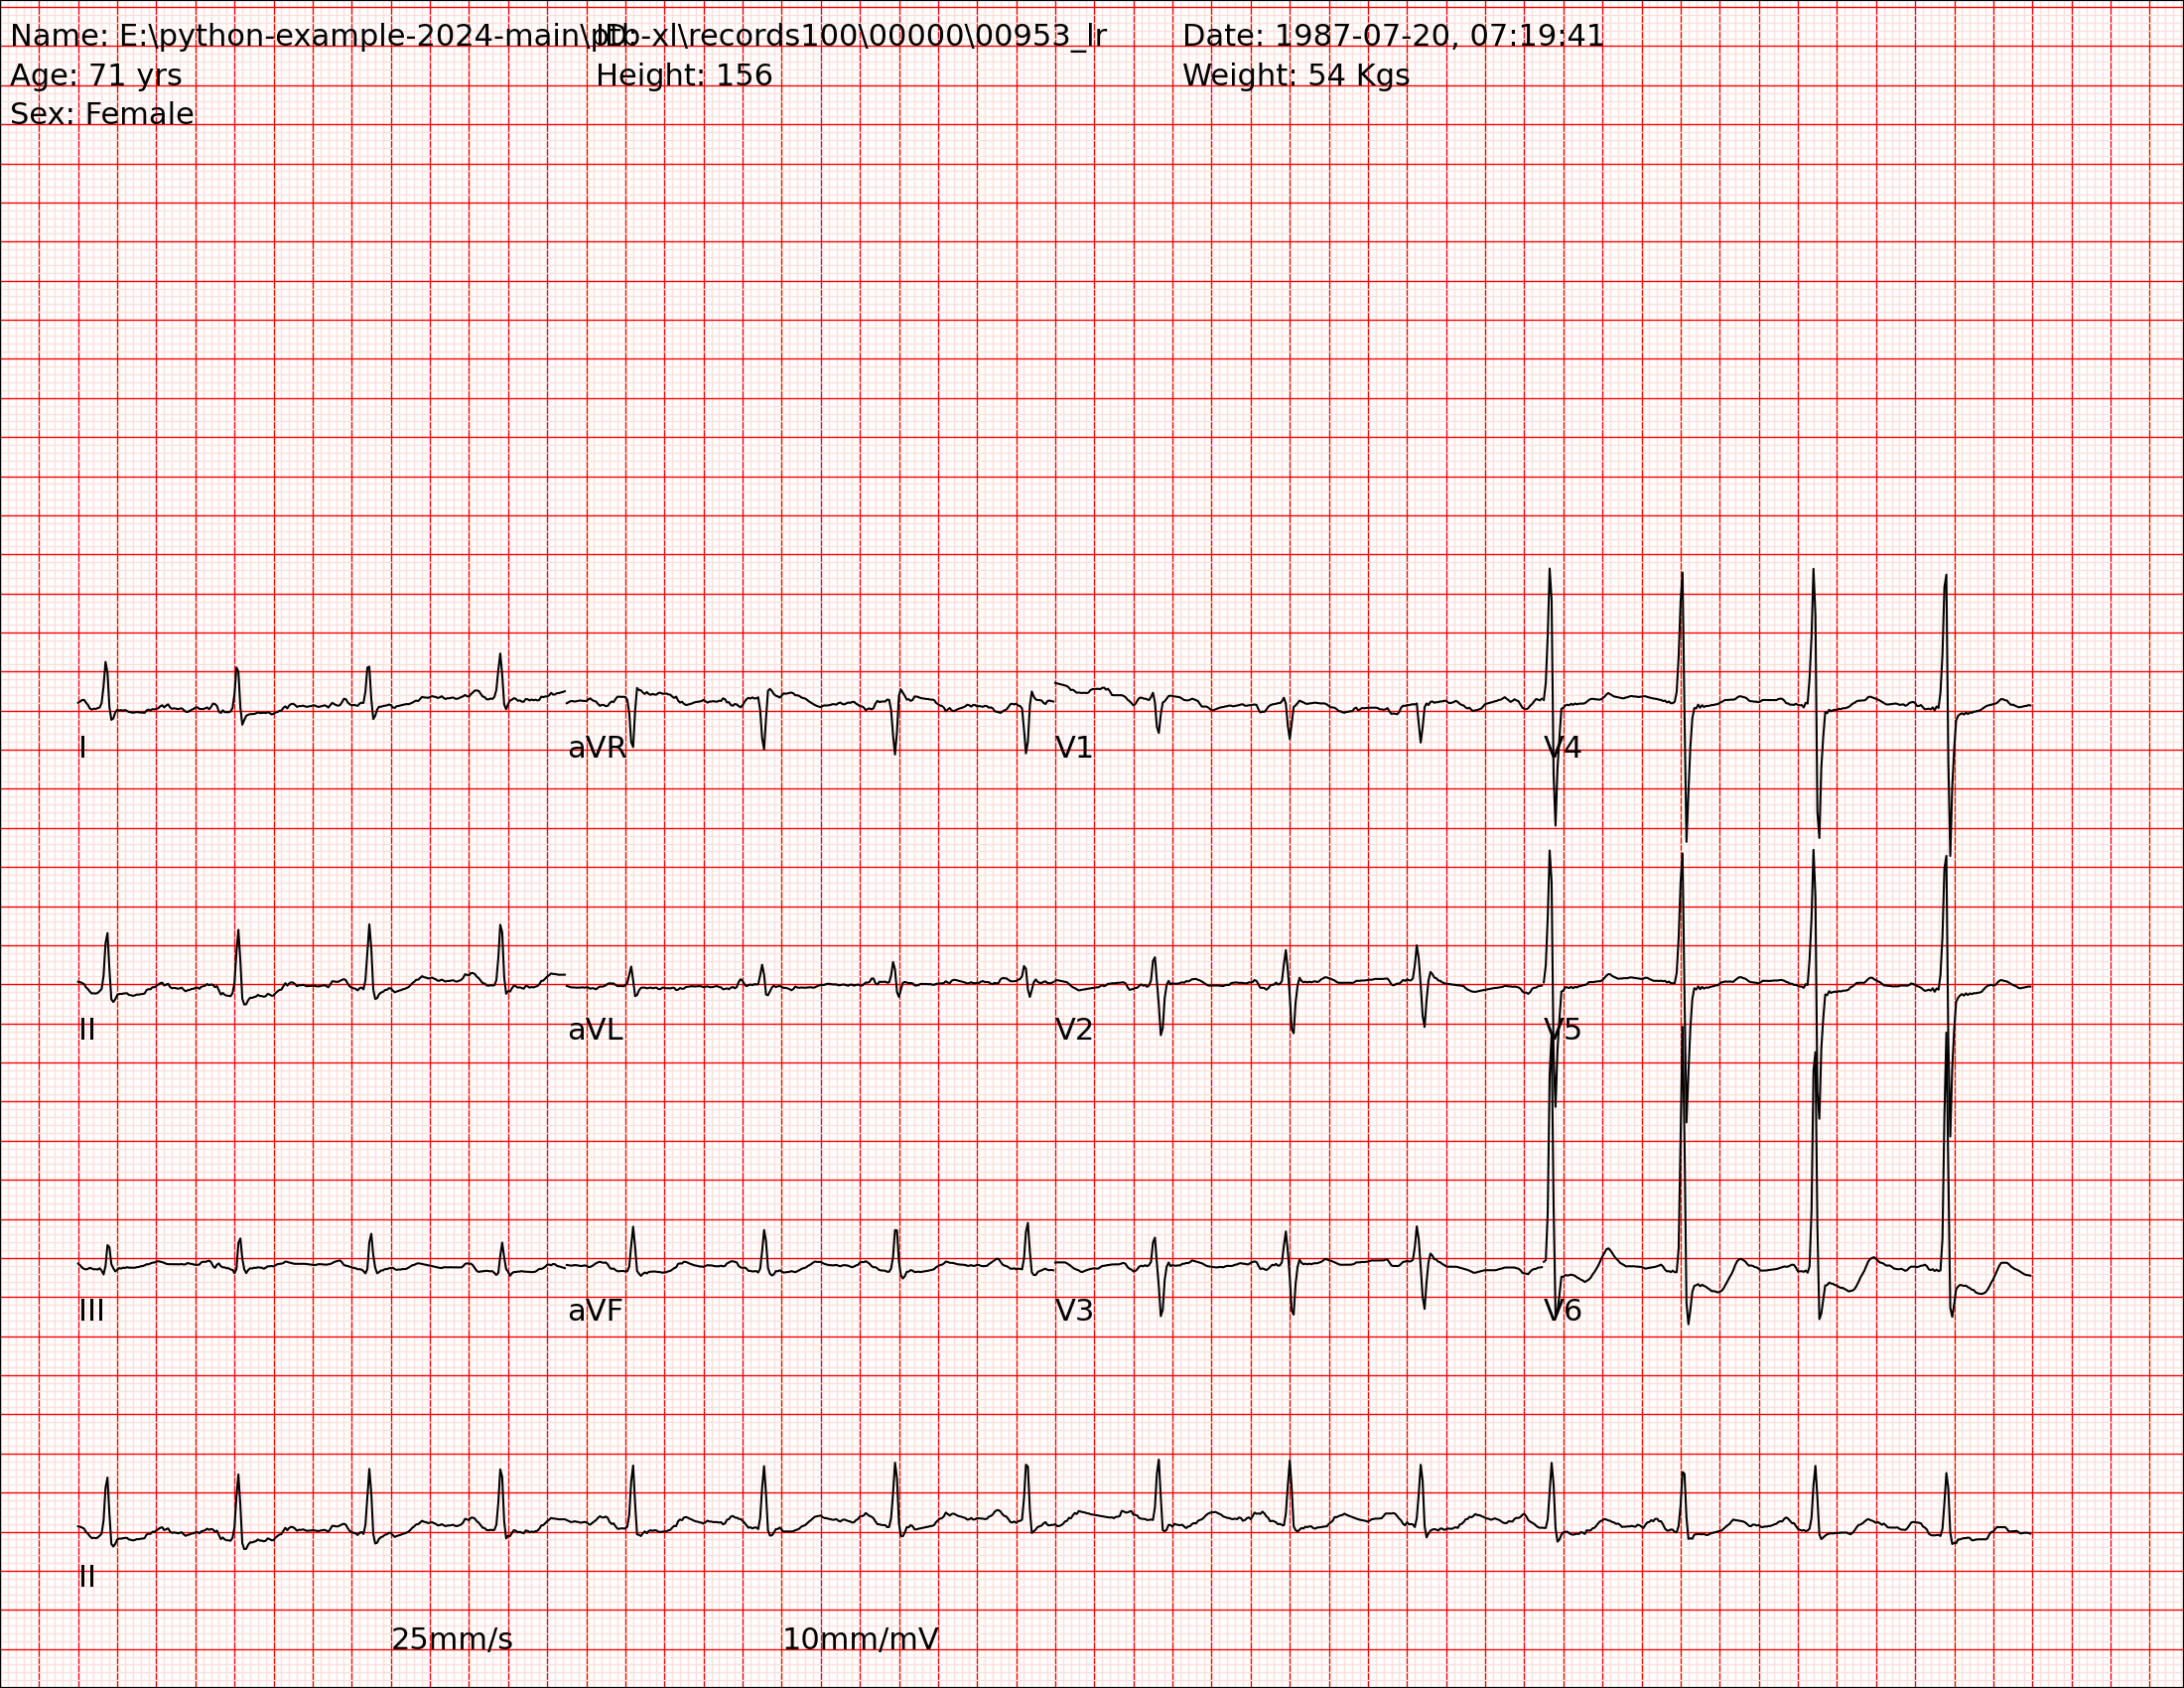 Name: E:\python-example-2024-main\ptb-xl\records100\00000\00953_lr ID: Date: 1987-07-20, 07:19:41
Age: 71 yrs Height: 156 Weight: 54 Kgs
Sex: Female
I aVR V1 V4
II aVL V2 V5
III aVF V3 V6
II
25mm/s 10mm/mV